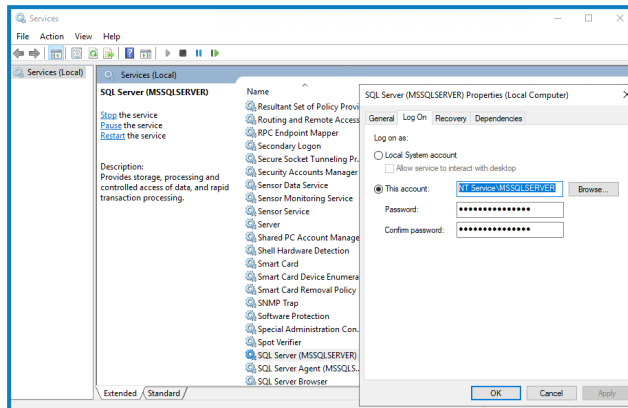 Services
File Action View Help
Services (Local)
Services (Local)
SQL Server (MSSQLSERVER)
Stop the service
Pause the service
Restart the service
Description:
Provides storage, processing and
controlled access of data, and rapid
transaction processing.
Name
Resultant Set of Policy Provi
Routing and Remote Access
RPC Endpoint Mapper
Secondary Logon
Secure Socket Tunneling Pr.
Security Accounts Manager
Sensor Data Service
Sensor Monitoring Service
Sensor Service
Server
Shared PC Account Manage
Shell Hardware Detection
Smart Card
Smart Card Device Enumera
Smart Card Removal Policy
SNMP Trap
Software Protection
Special Administration Con.
Spot Verifier
SQL Server (MSSQLSERVER)
SQL Server Agent (MSSQLS...
SQL Server Browser
Extended Standard
SQL Server (MSSQLSERVER) Properties (Local Computer)
General Log On Recovery Dependencies
Log on as:
Local System account
Allow service to interact with desktop
This account: NT Service\MSSQLSERVER Browse...
Password: •••••••••••••••
Confirm password: •••••••••••••••
OK Cancel Apply